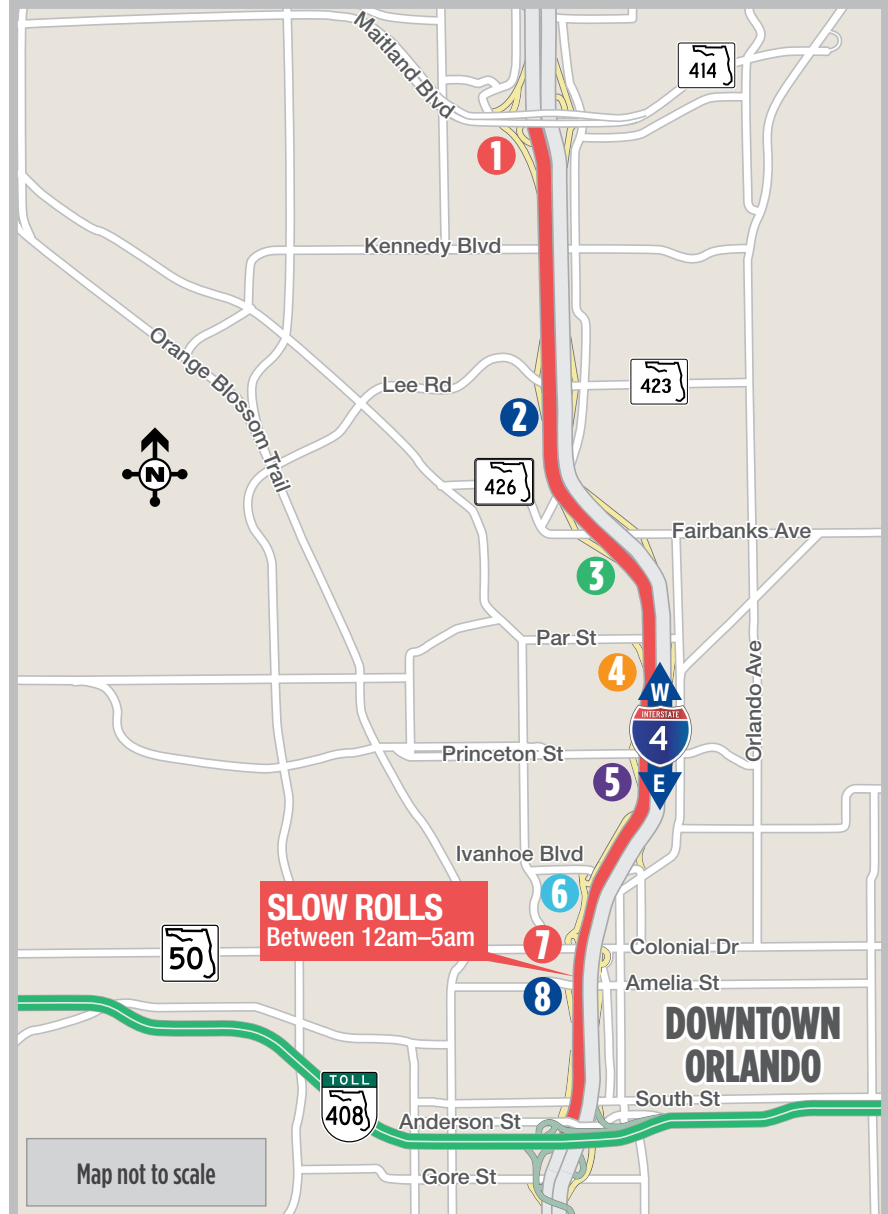 Maitland Blvd
414
1
Kennedy Blvd
Orange Blossom Trail
Lee Rd
423
2
N
426
Fairbanks Ave
3
Par St
4
W
INTERSTATE
4
E
Orlando Ave
Princeton St
5
Ivanhoe Blvd
6
SLOW ROLLS
Between 12am–5am
7
50
Colonial Dr
8
Amelia St
DOWNTOWN
ORLANDO
TOLL
408
South St
Anderson St
Map not to scale
Gore St